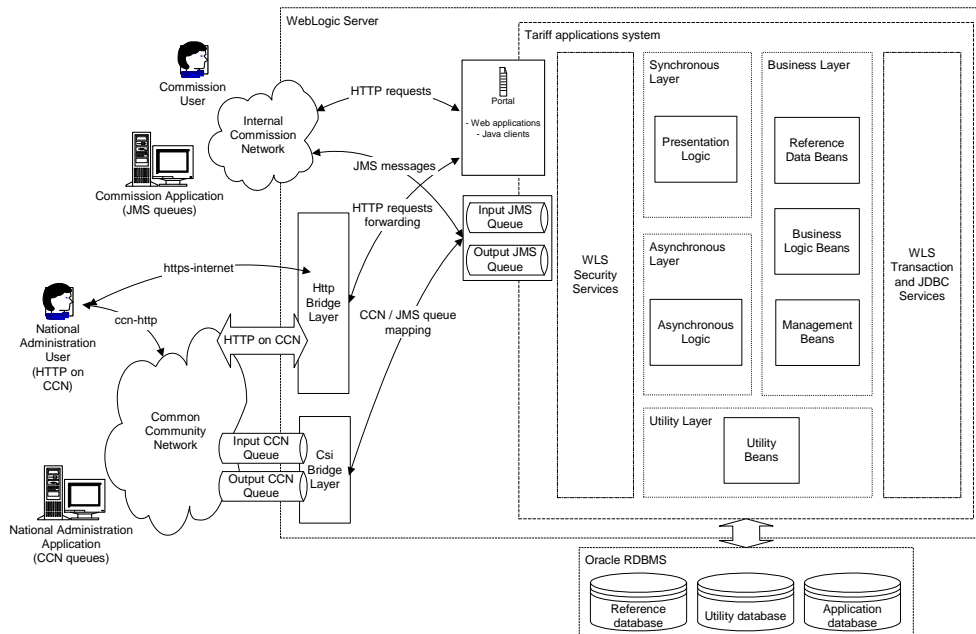 WebLogic Server
Tariff applications system
Commission
User
HTTP requests
Portal
- Web applications
- Java clients
Internal
Commission
Network
JMS messages
Commission Application
(JMS queues)
HTTP requests
forwarding
Input JMS
Queue
Output JMS
Queue
https-internet
Http
Bridge
Layer
CCN / JMS queue
mapping
National
Administration
User
(HTTP on
CCN)
ccn-http
HTTP on CCN
Common
Community
Network
Input CCN
Queue
Output CCN
Queue
Csi
Bridge
Layer
National Administration
Application
(CCN queues)
WLS
Security
Services
Synchronous
Layer
Presentation
Logic
Asynchronous
Layer
Asynchronous
Logic
Business Layer
Reference
Data Beans
Business
Logic Beans
Management
Beans
Utility Layer
Utility
Beans
WLS
Transaction
and JDBC
Services
Oracle RDBMS
Reference
database
Utility database
Application
database